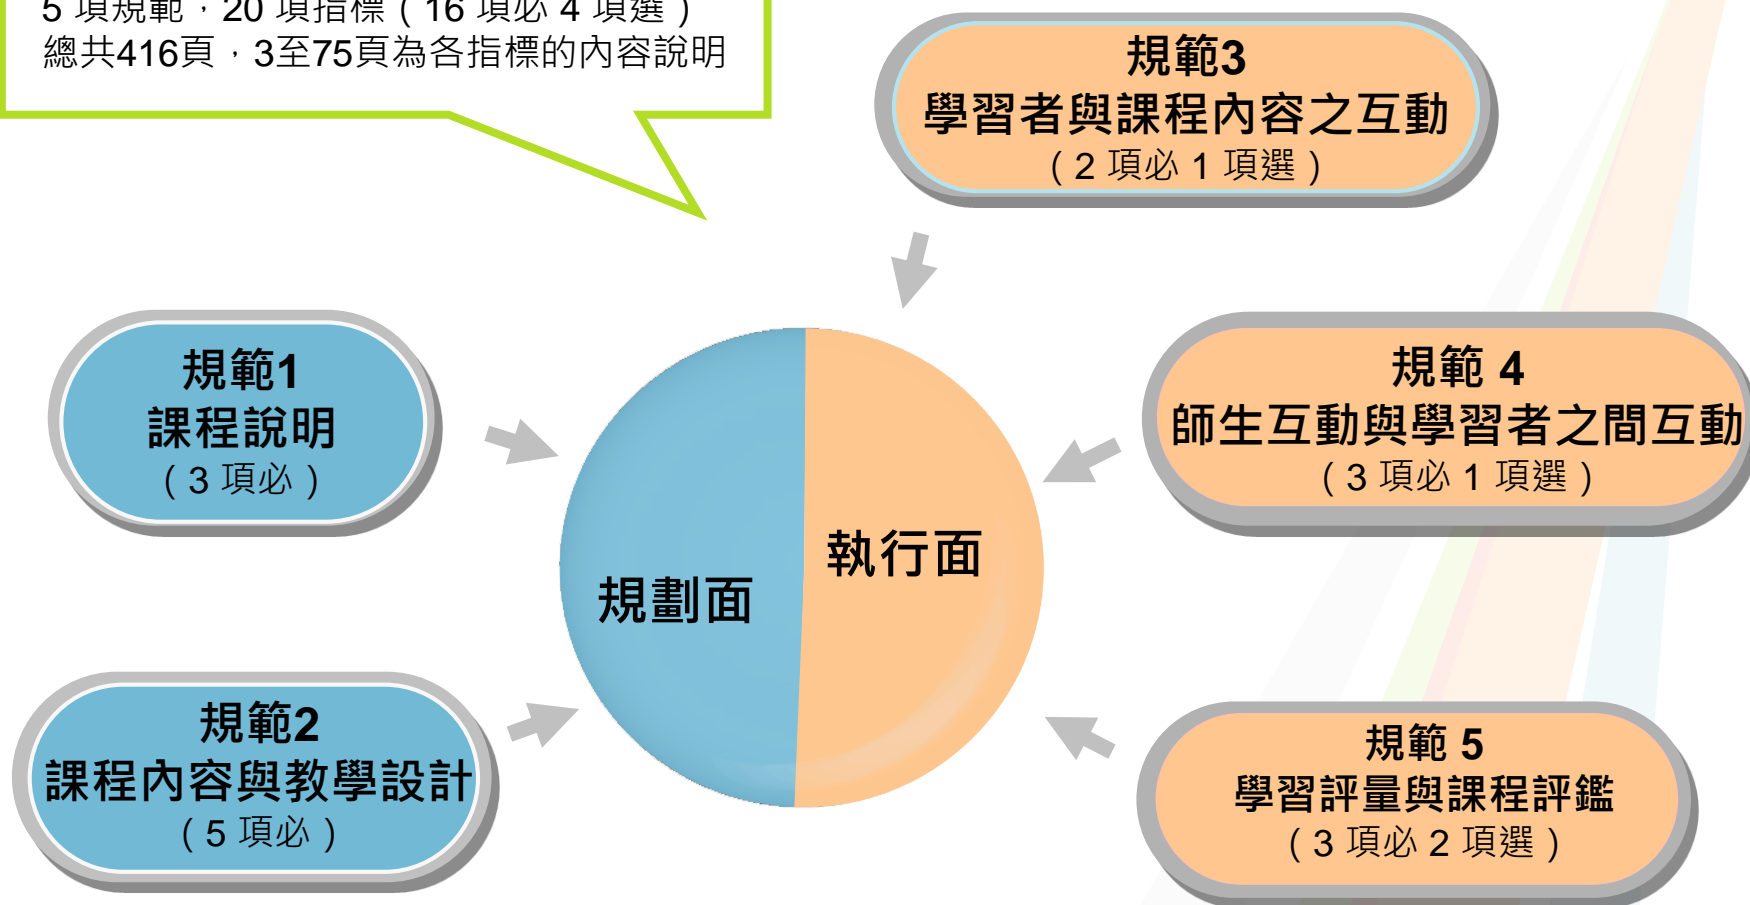 5 項規範，20 項指標（16 項必 4 項選）
總共416頁，3至75頁為各指標的內容說明
規範3
學習者與課程內容之互動
（2 項必 1 項選）
規範1
課程說明
（3 項必）
規範 4
師生互動與學習者之間互動
（3 項必 1 項選）
規劃面
執行面
規範2
課程內容與教學設計
（5 項必）
規範 5
學習評量與課程評鑑
（3 項必 2 項選）